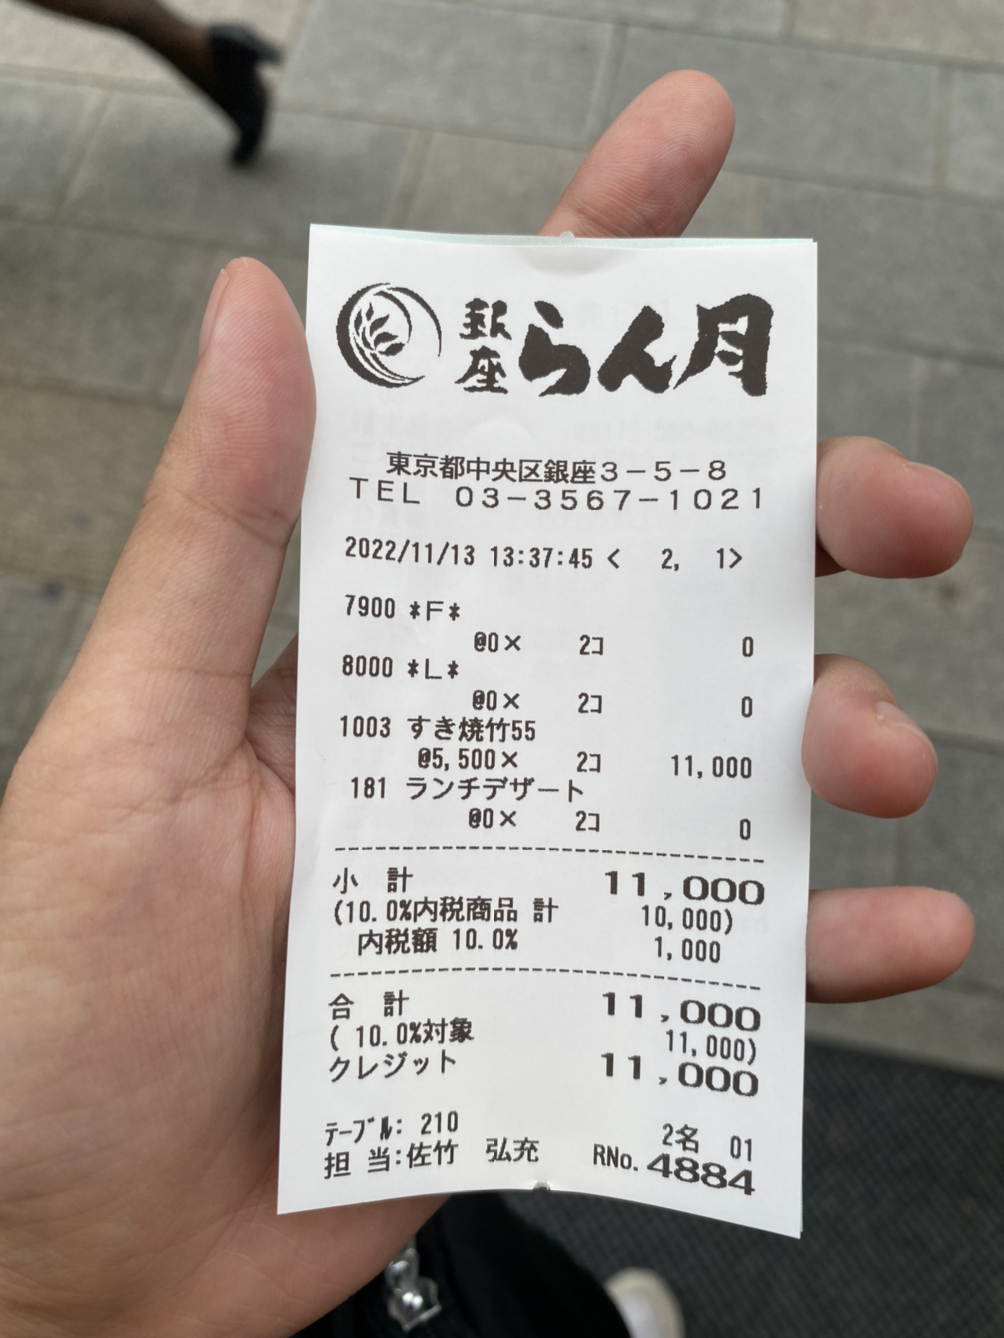 銀座 らん月
東京都中央区銀座3-5-8
TEL 03-3567-1021
2022/11/13 13:37:45 < 2, 1>
7900 *F*
@0× 2コ 0
8000 *L*
@0× 2コ 0
1003 すき焼竹55
@5,500× 2コ 11,000
181 ランチデザート
@0× 2コ 0
小 計 11,000
(10.0%内税商品 計 10,000)
内税額 10.0% 1,000
合 計 11,000
( 10.0%対象 11,000)
クレジット 11,000
テーブル: 210 2名 01
担 当:佐竹 弘充 RNo. 4884